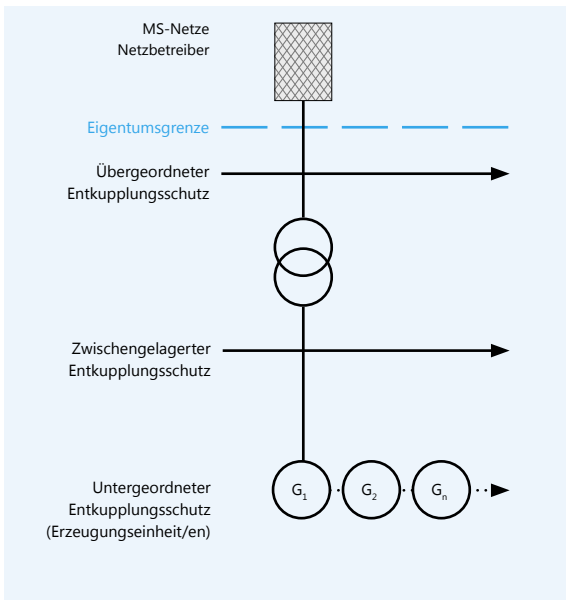 MS-Netze
Netzbetreiber
Eigentumsgrenze
Übergeordneter
Entkupplungsschutz
Zwischengelagerter
Entkupplungsschutz
Untergeordneter
Entkupplungsschutz
(Erzeugungseinheit/en)
G1 G2 Gn